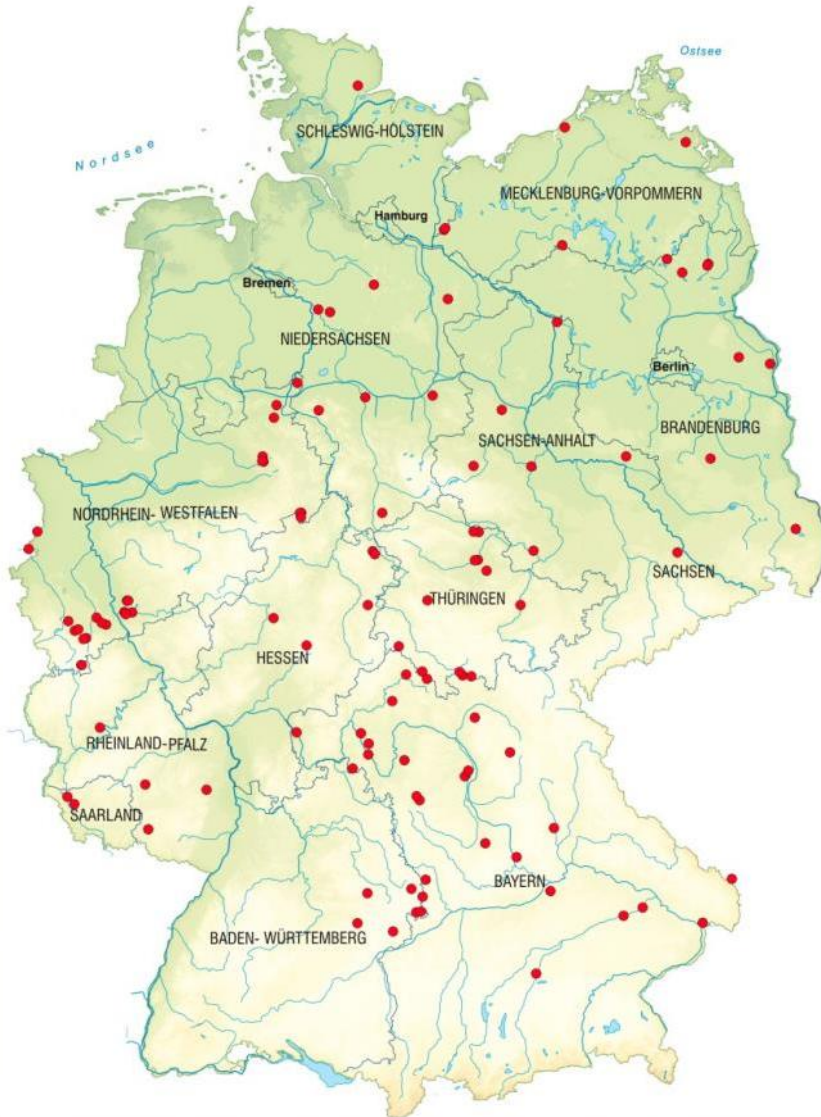 Ostsee
SCHLESWIG-HOLSTEIN
Nordsee
MECKLENBURG-VORPOMMERN
Hamburg
Bremen
NIEDERSACHSEN
Berlin
BRANDENBURG
SACHSEN-ANHALT
NORDRHEIN- WESTFALEN
SACHSEN
THÜRINGEN
HESSEN
RHEINLAND-PFALZ
SAARLAND
BAYERN
BADEN- WÜRTTEMBERG